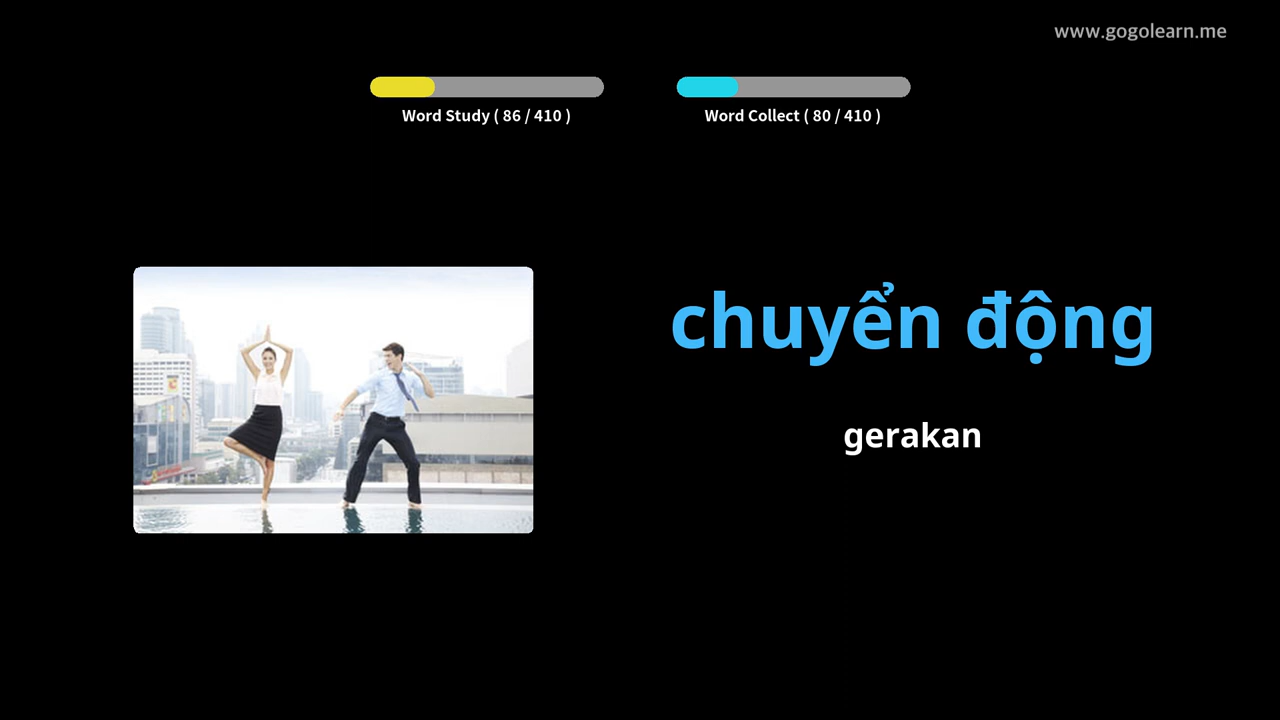 www.gogolearn.me
Word Study ( 86 / 410 )
Word Collect ( 80 / 410 )
chuyển động
gerakan